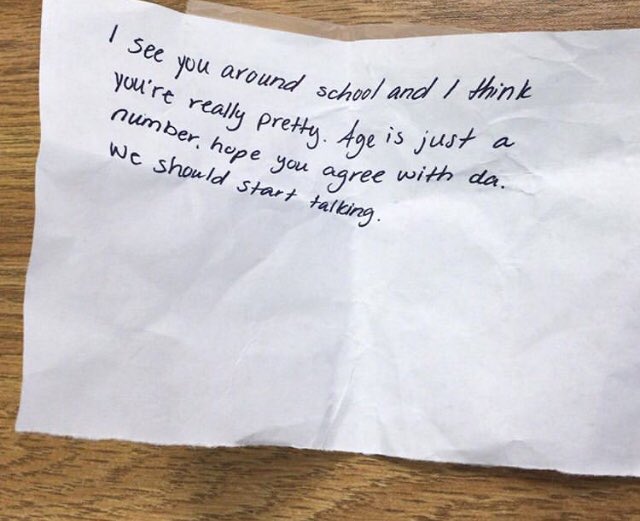 I see you around school and I think
you're really pretty. Age is just a
number. hope you agree with da.
We should start talking.